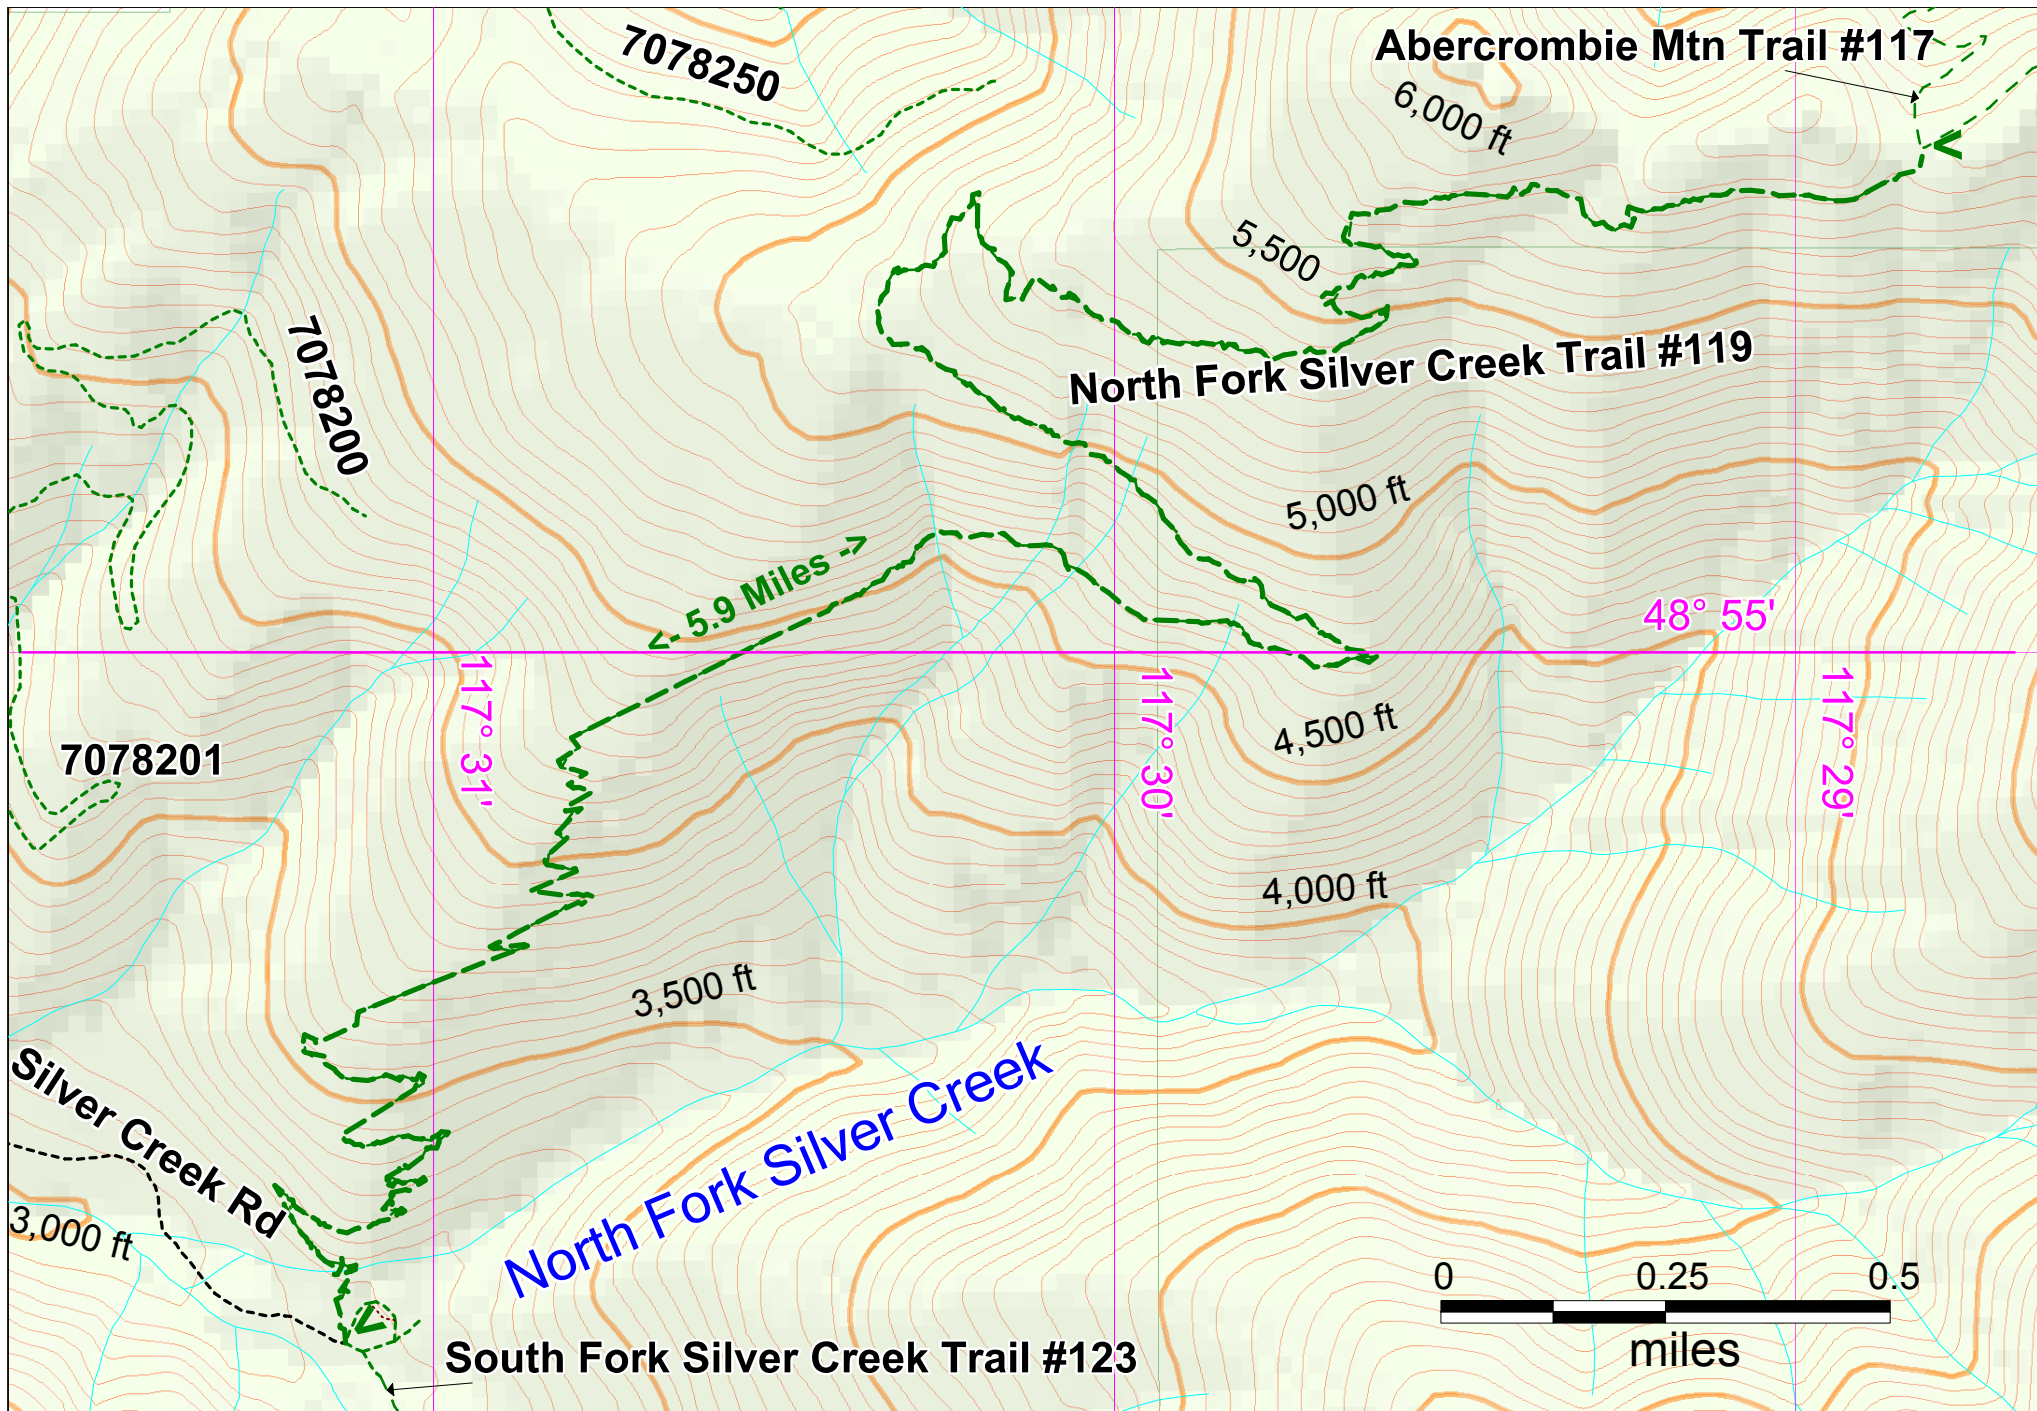 Abercrombie Mtn Trail #117
7078250
6,000 ft
5,500
7078200
North Fork Silver Creek Trail #119
5,000 ft
5.9 Miles
48° 55'
117° 31'
117° 30'
117° 29'
4,500 ft
7078201
4,000 ft
3,500 ft
Silver Creek Rd
North Fork Silver Creek
3,000 ft
0 0.25 0.5
miles
South Fork Silver Creek Trail #123